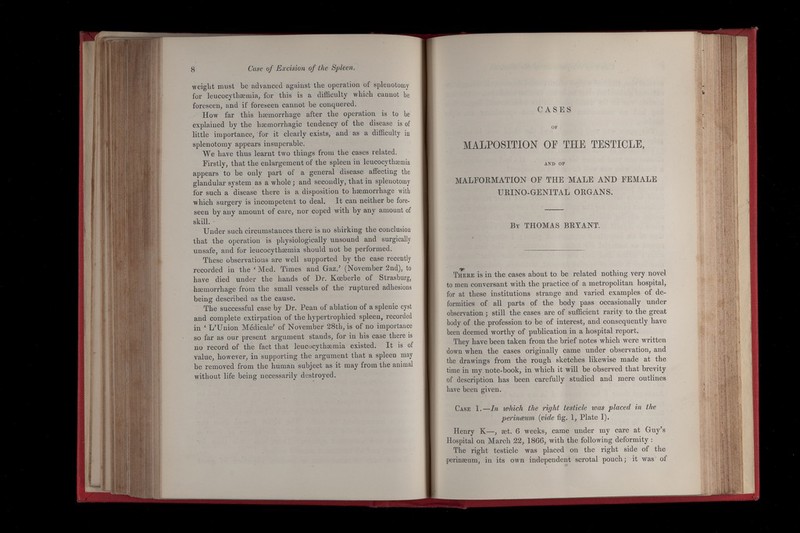 8 Case of Excision of the Spleen.
weight must be advanced against the operation of splenotomy
for leucocythæmia, for this is a difficulty which cannot be
foreseen, and if foreseen cannot be conquered.
How far this hæmorrhage after the operation is to be
explained by the hæmorrhagic tendency of the disease is of
little importance, for it clearly exists, and as a difficulty in
splenotomy appears insuperable.
We have thus learnt two things from the cases related.
Firstly, that the enlargement of the spleen in leucocythæmia
appears to be only part of a general disease affecting the
glandular system as a whole; and secondly, that in splenotomy
for such a disease there is a disposition to hæmorrhage with
which surgery is incompetent to deal. It can neither be fore-
seen by any amount of care, nor coped with by any amount of
skill.
Under such circumstances there is no shirking the conclusion
that the operation is physiologically unsound and surgically
unsafe, and for leucocythæmia should not be performed.
These observations are well supported by the case recently
recorded in the ‘Med. Times and Gaz.’ (November 2nd), to
have died under the hands of Dr. Kœberle of Strasburg,
hæmorrhage from the small vessels of the ruptured adhesions
being described as the cause.
The successful case by Dr. Pean of ablation of a splenic cyst
and complete extirpation of the hypertrophied spleen, recorded
in ‘L’Union Médicale’ of November 28th, is of no importance
so far as our present argument stands, for in his case there is
no record of the fact that leucocythæmia existed. It is of
value, however, in supporting the argument that a spleen may
be removed from the human subject as it may from the animal
without life being necessarily destroyed.
CASES
OF
MALPOSITION OF THE TESTICLE,
AND OF
MALFORMATION OF THE MALE AND FEMALE
URINO-GENITAL ORGANS.
By THOMAS BRYANT.
There is in the cases about to be related nothing very novel
to men conversant with the practice of a metropolitan hospital,
for at these institutions strange and varied examples of de-
formities of all parts of the body pass occasionally under
observation; still the cases are of sufficient rarity to the great
body of the profession to be of interest, and consequently have
been deemed worthy of publication in a hospital report.
They have been taken from the brief notes which were written
down when the cases originally came under observation, and
the drawings from the rough sketches likewise made at the
time in my note-book, in which it will be observed that brevity
of description has been carefully studied and mere outlines
have been given.
Case 1.—In which the right testicle was placed in the
perinæum (vide fig. 1, Plate I).
Henry K—, æt. 6 weeks, came under my care at Guy’s
Hospital on March 22, 1866, with the following deformity :
The right testicle was placed on the right side of the
perinæum, in its own independent scrotal pouch; it was of